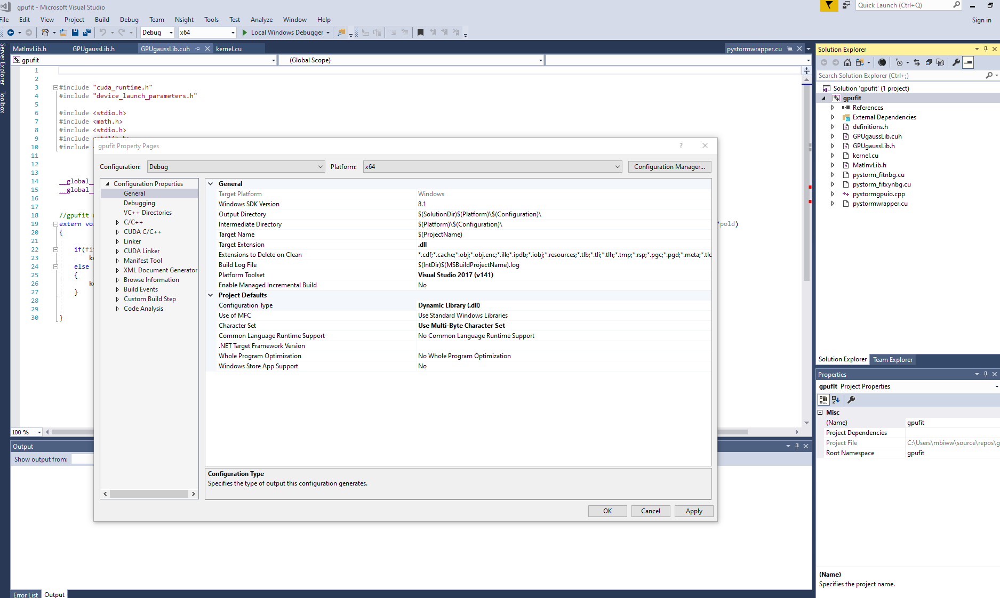 gpufit - Microsoft Visual Studio
Quick Launch (Ctrl+Q)
File Edit View Project Build Debug Team Nsight Tools Test Analyze Window Help
Sign in
Debug x64 Local Windows Debugger
Server Explorer
Toolbox
MatInvLib.h GPUgaussLib.h GPUgaussLib.cuh kernel.cu pystormwrapper.cu
gpufit (Global Scope)
1
2
3 #include "cuda_runtime.h"
4 #include "device_launch_parameters.h"
5
6 #include <stdio.h>
7 #include <math.h>
8 #include <stdio.h>
9 #include
10 #include
11
12
13
14 __global_
15 __global_
16
17
18 //gpufit
19 extern *pold)
20 {
21
22 if(
23
24 else
25 {
26
27 }
28
29
30 }
100 %
Output
Show output from:
Error List Output
gpufit Property Pages
Configuration: Debug Platform: x64 Configuration Manager...
Configuration Properties
General
Debugging
VC++ Directories
C/C++
CUDA C/C++
Linker
CUDA Linker
Manifest Tool
XML Document Generator
Browse Information
Build Events
Custom Build Step
Code Analysis
General
Target Platform Windows
Windows SDK Version 8.1
Output Directory $(SolutionDir)$(Platform)\$(Configuration)\
Intermediate Directory $(Platform)\$(Configuration)\
Target Name $(ProjectName)
Target Extension .dll
Extensions to Delete on Clean *.cdf;*.cache;*.obj;*.obj.enc;*.ilk;*.ipdb;*.iobj;*.resources;*.tlb;*.tli;*.tlh;*.tmp;*.rsp;*.pgc;*.pgd;*.meta;*.tlc
Build Log File $(IntDir)$(MSBuildProjectName).log
Platform Toolset Visual Studio 2017 (v141)
Enable Managed Incremental Build No
Project Defaults
Configuration Type Dynamic Library (.dll)
Use of MFC Use Standard Windows Libraries
Character Set Use Multi-Byte Character Set
Common Language Runtime Support No Common Language Runtime Support
.NET Target Framework Version
Whole Program Optimization No Whole Program Optimization
Windows Store App Support No
Configuration Type
Specifies the type of output this configuration generates.
OK Cancel Apply
Solution Explorer
Search Solution Explorer (Ctrl+;)
Solution 'gpufit' (1 project)
gpufit
References
External Dependencies
definitions.h
GPUgaussLib.cuh
GPUgaussLib.h
kernel.cu
MatInvLib.h
pystorm_fitnbg.cu
pystorm_fitxynbg.cu
pystormgpuio.cpp
pystormwrapper.cu
Solution Explorer Team Explorer
Properties
gpufit Project Properties
Misc
(Name) gpufit
Project Dependencies
Project File C:\Users\mbiww\source\repos\g
Root Namespace gpufit
(Name)
Specifies the project name.